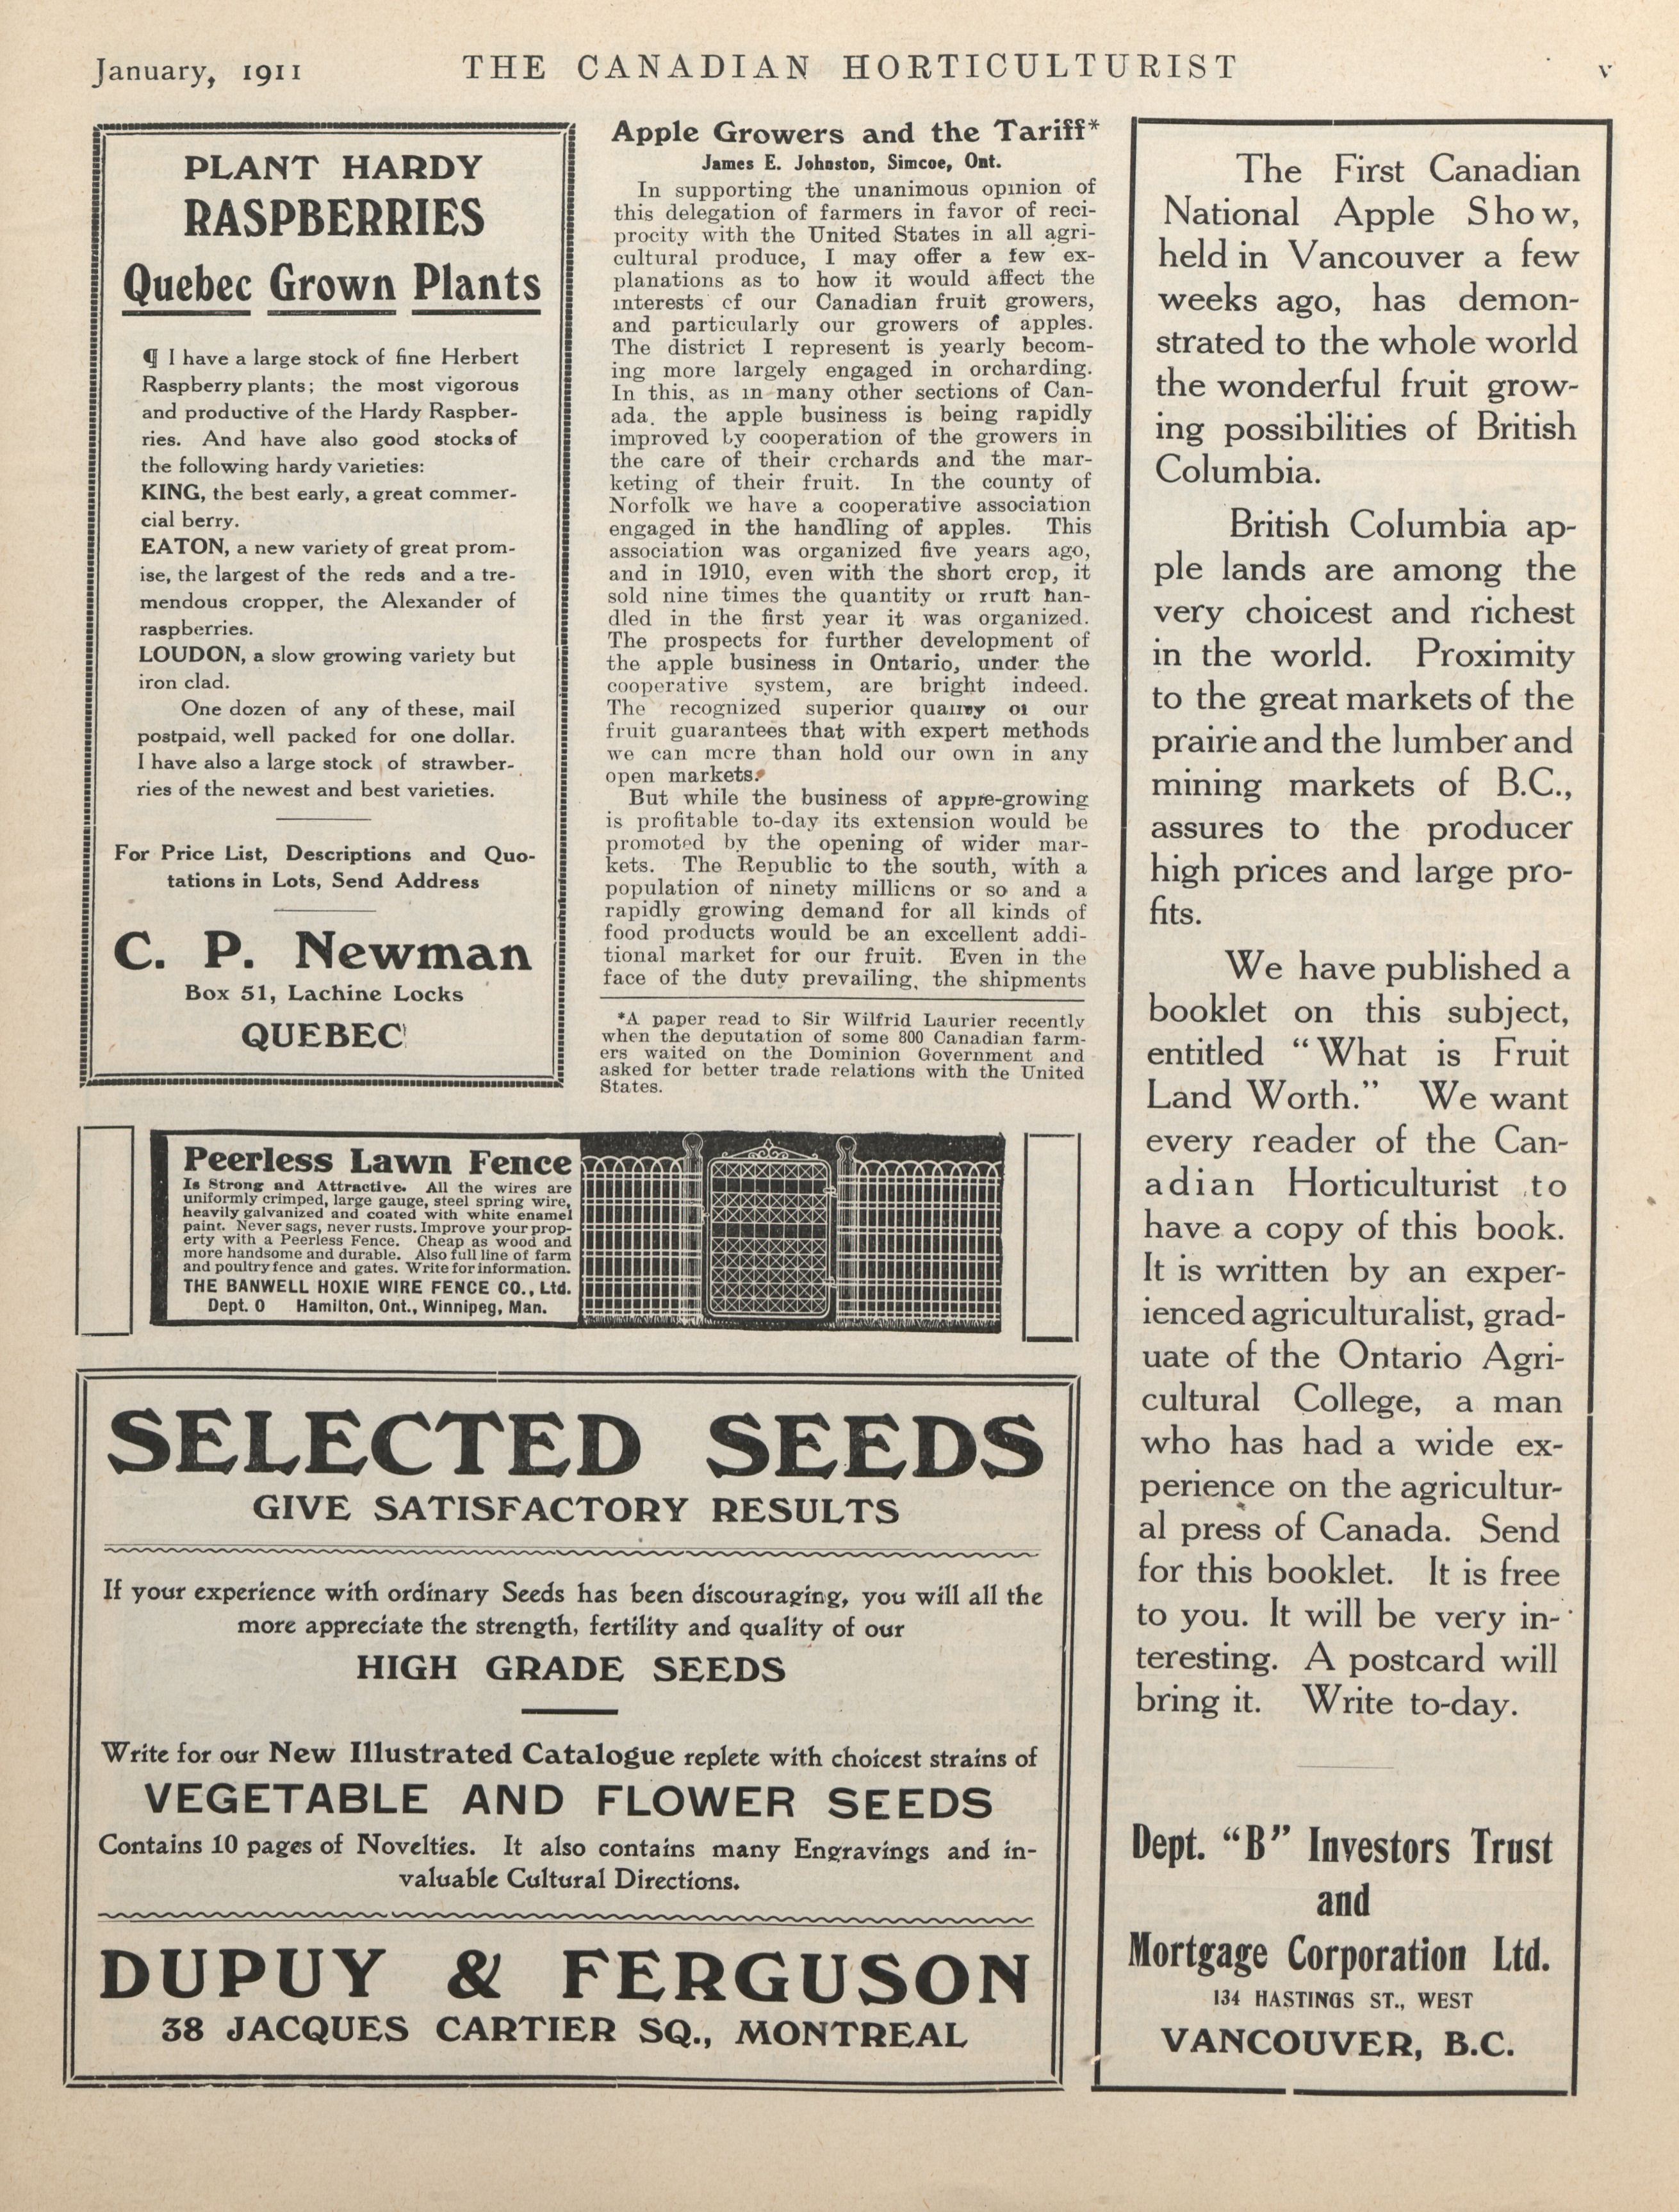 January, 1911
THE CANADIAN HORTICULTURIST
v
PLANT HARDY
RASPBERRIES
Quebec Grown Plants
¶ I have a large stock of fine Herbert
Raspberry plants; the most vigorous
and productive of the Hardy Raspber-
ries. And have also good stocks of
the following hardy varieties:
KING, the best early, a great commer-
cial berry.
EATON, a new variety of great prom-
ise, the largest of the reds and a tre-
mendous cropper, the Alexander of
raspberries.
LOUDON, a slow growing variety but
iron clad.
One dozen of any of these, mail
postpaid, well packed for one dollar.
I have also a large stock of strawber-
ries of the newest and best varieties.
For Price List, Descriptions and Quo-
tations in Lots, Send Address
C. P. Newman
Box 51, Lachine Locks
QUEBEC
Apple Growers and the Tariff*
James E. Johnston, Simcoe, Ont.
In supporting the unanimous opinion of
this delegation of farmers in favor of reci-
procity with the United States in all agri-
cultural produce, I may offer a few ex-
planations as to how it would affect the
interests of our Canadian fruit growers,
and particularly our growers of apples.
The district I represent is yearly becom-
ing more largely engaged in orcharding.
In this, as in many other sections of Can-
ada, the apple business is being rapidly
improved by cooperation of the growers in
the care of their orchards and the mar-
keting of their fruit. In the county of
Norfolk we have a cooperative association
engaged in the handling of apples. This
association was organized five years ago,
and in 1910, even with the short crop, it
sold nine times the quantity of fruit han-
dled in the first year it was organized.
The prospects for further development of
the apple business in Ontario, under the
cooperative system, are bright indeed.
The recognized superior quality of our
fruit guarantees that with expert methods
we can more than hold our own in any
open markets.
But while the business of apple-growing
is profitable to-day its extension would be
promoted by the opening of wider mar-
kets. The Republic to the south, with a
population of ninety millions or so and a
rapidly growing demand for all kinds of
food products would be an excellent addi-
tional market for our fruit. Even in the
face of the duty prevailing, the shipments
*A paper read to Sir Wilfrid Laurier recently
when the deputation of some 800 Canadian farm-
ers waited on the Dominion Government and
asked for better trade relations with the United
States.
Peerless Lawn Fence
Is Strong and Attractive. All the wires are
uniformly crimped, large gauge, steel spring wire,
heavily galvanized and coated with white enamel
paint. Never sags, never rusts. Improve your prop-
erty with a Peerless Fence. Cheap as wood and
more handsome and durable. Also full line of farm
and poultry fence and gates. Write for information.
THE BANWELL HOXIE WIRE FENCE CO., Ltd.
Dept. O Hamilton, Ont., Winnipeg, Man.
SELECTED SEEDS
GIVE SATISFACTORY RESULTS
If your experience with ordinary Seeds has been discouraging, you will all the
more appreciate the strength, fertility and quality of our
HIGH GRADE SEEDS
Write for our New Illustrated Catalogue replete with choicest strains of
VEGETABLE AND FLOWER SEEDS
Contains 10 pages of Novelties. It also contains many Engravings and in-
valuable Cultural Directions.
DUPUY & FERGUSON
38 JACQUES CARTIER SQ., MONTREAL
The First Canadian
National Apple Show,
held in Vancouver a few
weeks ago, has demon-
strated to the whole world
the wonderful fruit grow-
ing possibilities of British
Columbia.
British Columbia ap-
ple lands are among the
very choicest and richest
in the world. Proximity
to the great markets of the
prairie and the lumber and
mining markets of B.C.,
assures to the producer
high prices and large pro-
fits.
We have published a
booklet on this subject,
entitled “What is Fruit
Land Worth.” We want
every reader of the Can-
adian Horticulturist to
have a copy of this book.
It is written by an exper-
ienced agriculturalist, grad-
uate of the Ontario Agri-
cultural College, a man
who has had a wide ex-
perience on the agricultur-
al press of Canada. Send
for this booklet. It is free
to you. It will be very in-
teresting. A postcard will
bring it. Write to-day.
Dept. “B” Investors Trust
and
Mortgage Corporation Ltd.
134 HASTINGS ST., WEST
VANCOUVER, B.C.